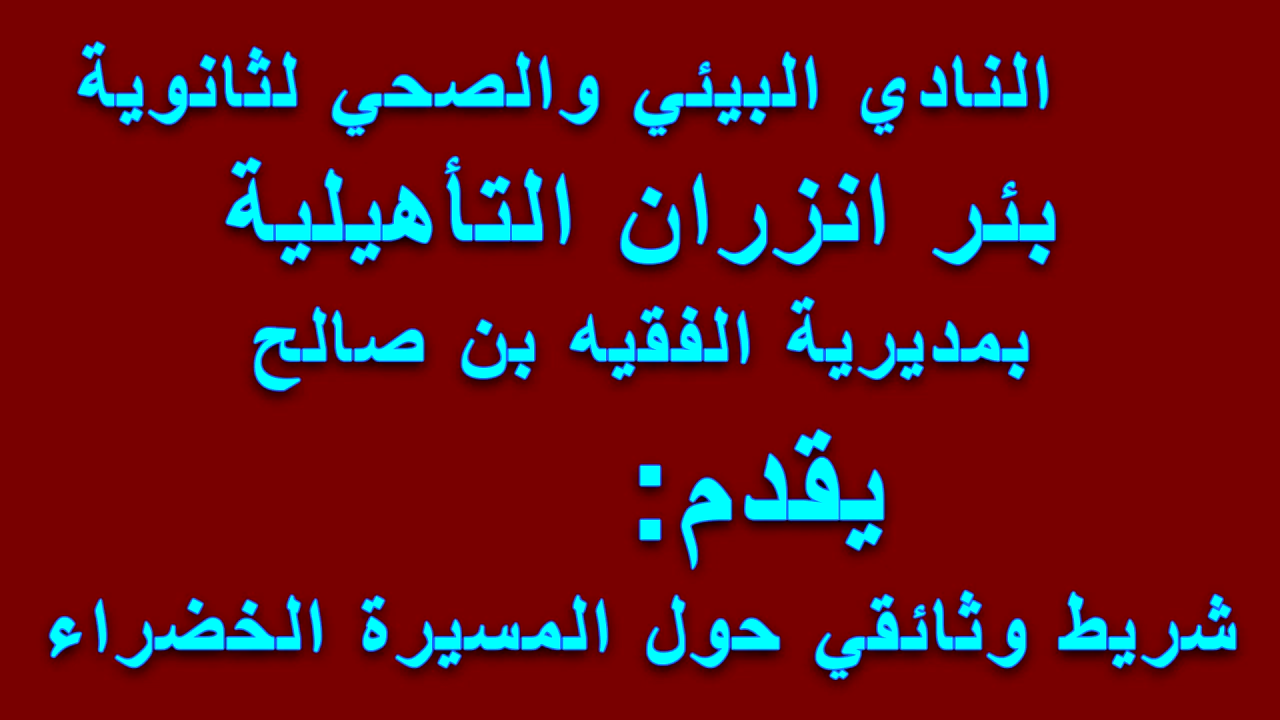 النادي البيئي والصحي لثانوية
بئر انزران التأهيلية
بمديرية الفقيه بن صالح
يقدم:
شريط وثائقي حول المسيرة الخضراء